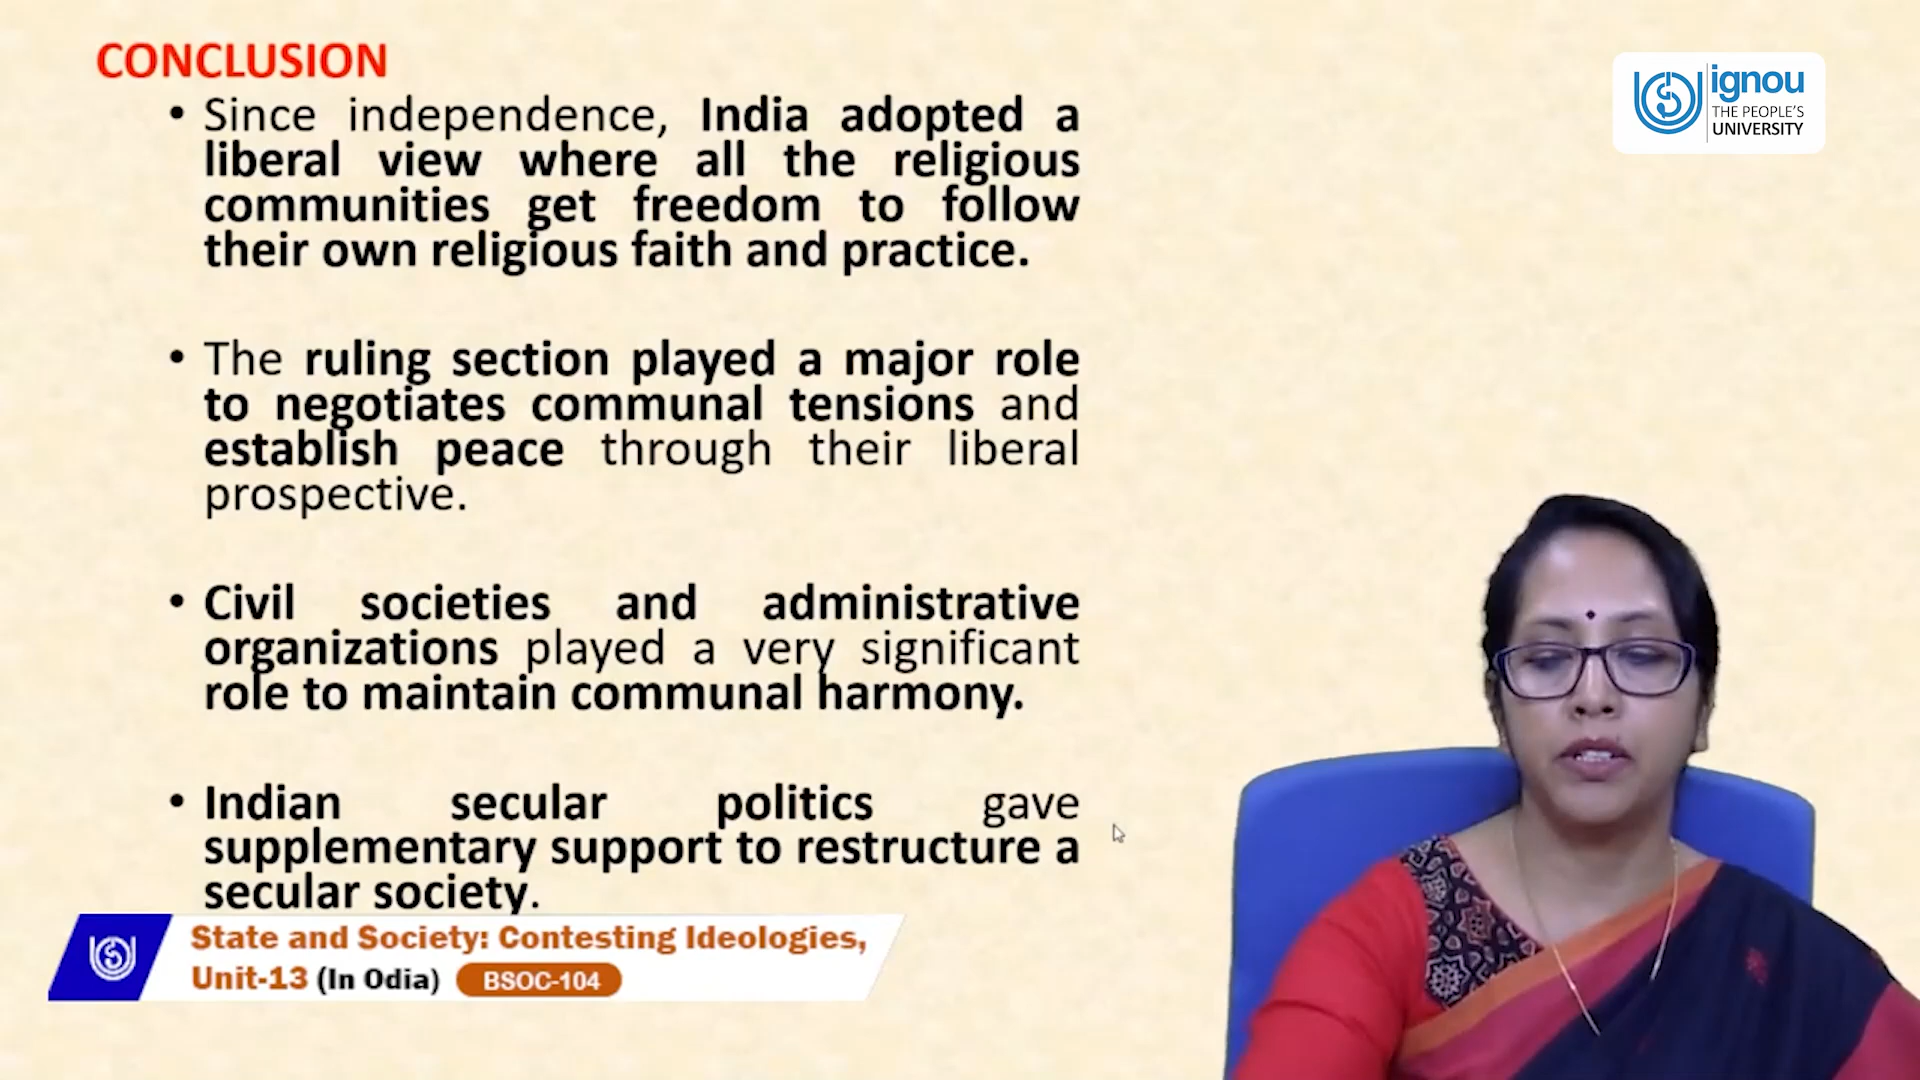 CONCLUSION
• Since independence, India adopted a
liberal view where all the religious
communities get freedom to follow
their own religious faith and practice.
• The ruling section played a major role
to negotiates communal tensions and
establish peace through their liberal
prospective.
• Civil societies and administrative
organizations played a very significant
role to maintain communal harmony.
• Indian secular politics gave
supplementary support to restructure a
secular society.
ignou
THE PEOPLE'S
UNIVERSITY
State and Society: Contesting Ideologies,
Unit-13 (In Odia) BSOC-104